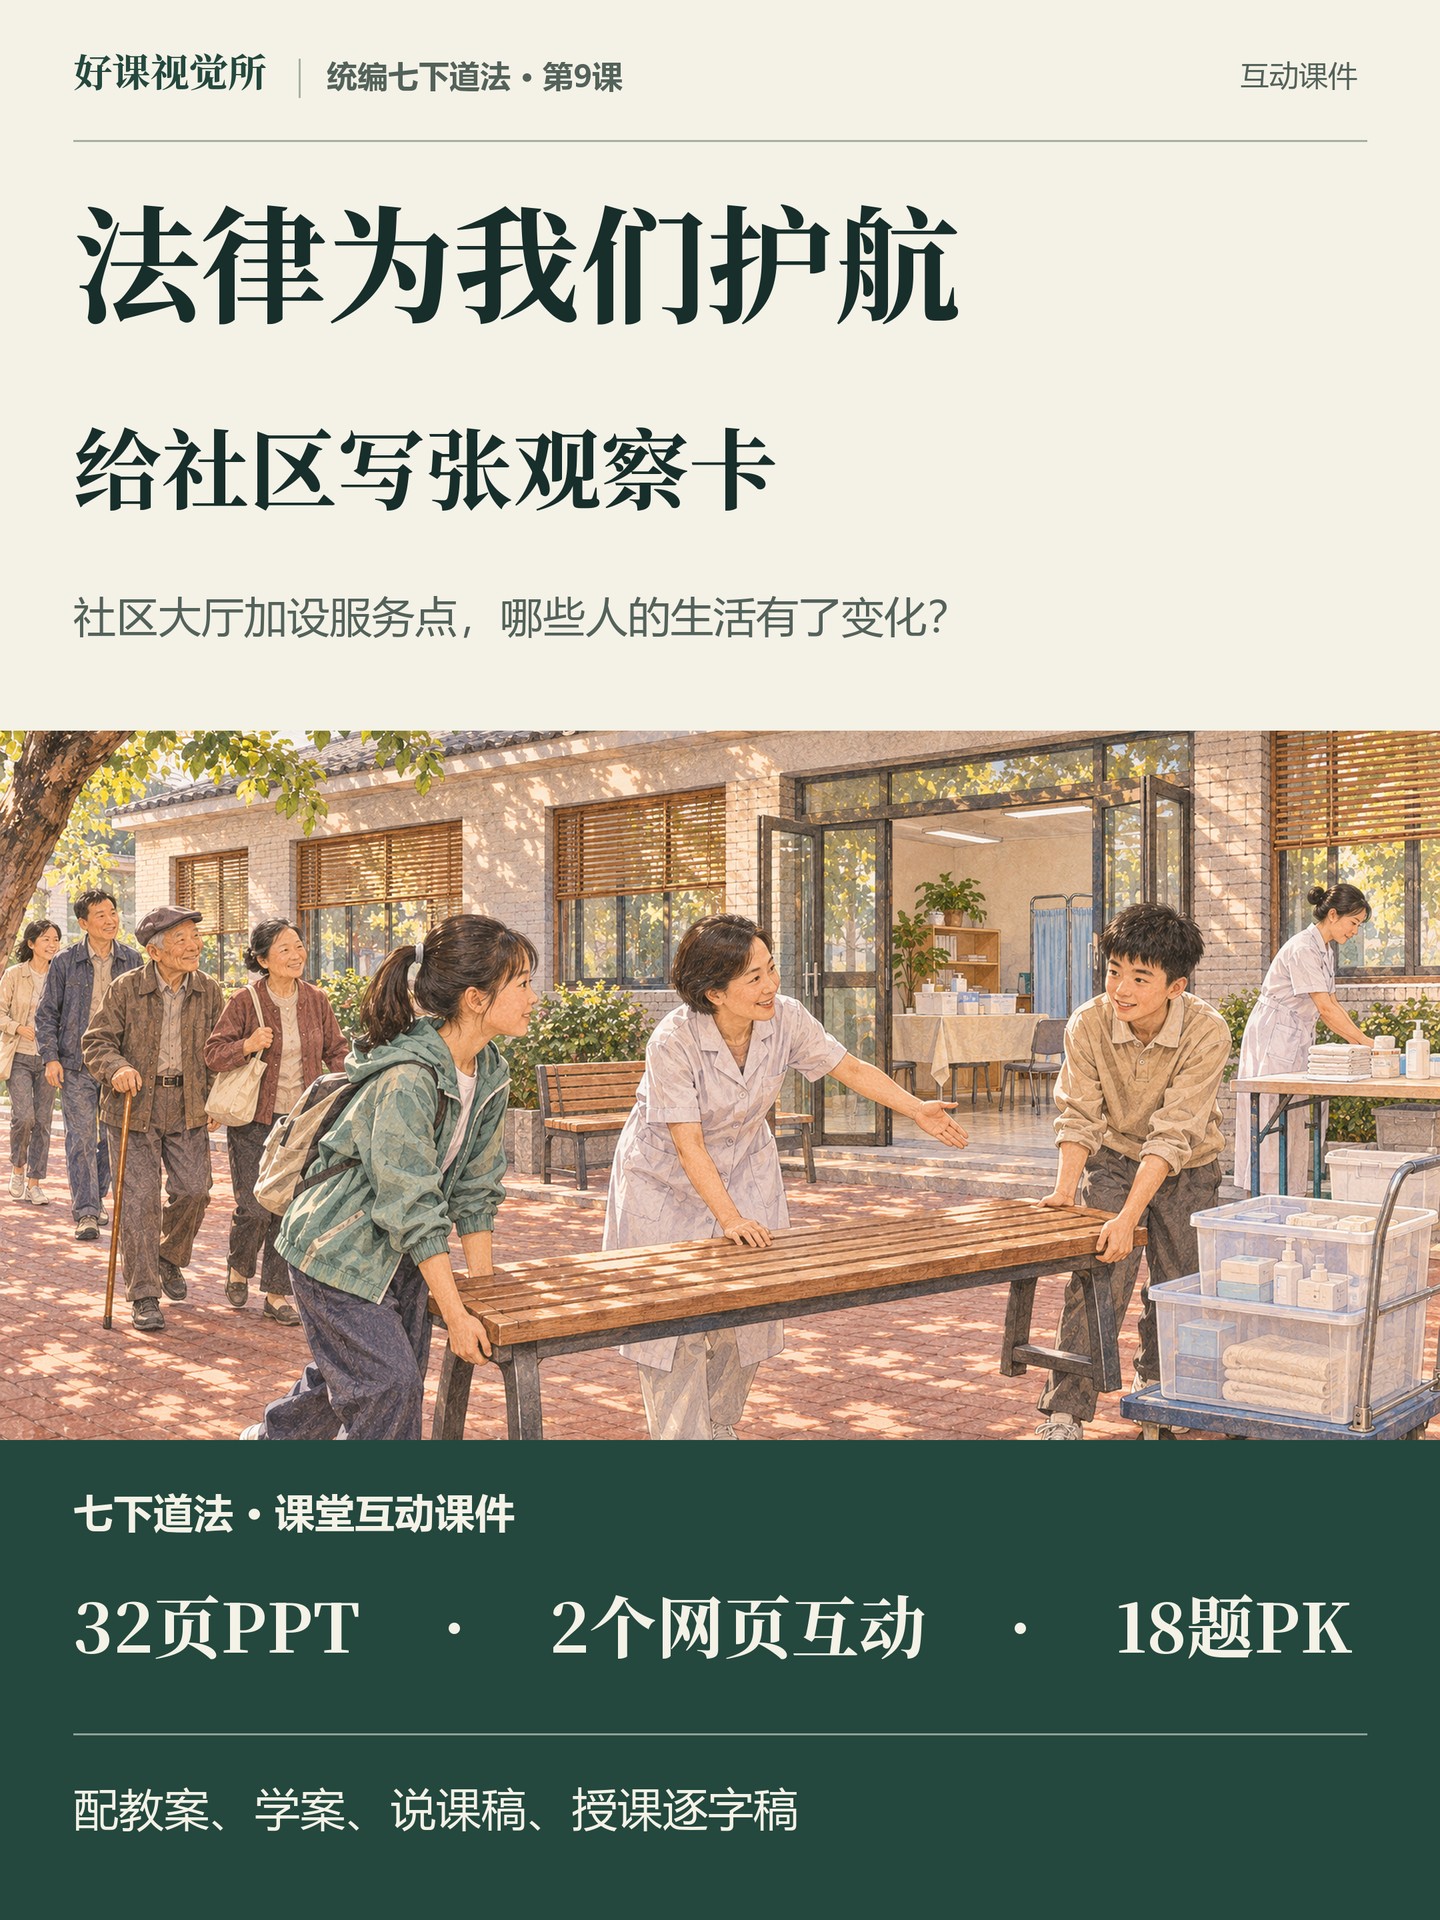 好课视觉所 | 统编七下道法·第9课 互动课件
法律为我们护航
给社区写张观察卡
社区大厅加设服务点，哪些人的生活有了变化？
七下道法·课堂互动课件
32页PPT · 2个网页互动 · 18题PK
配教案、学案、说课稿、授课逐字稿